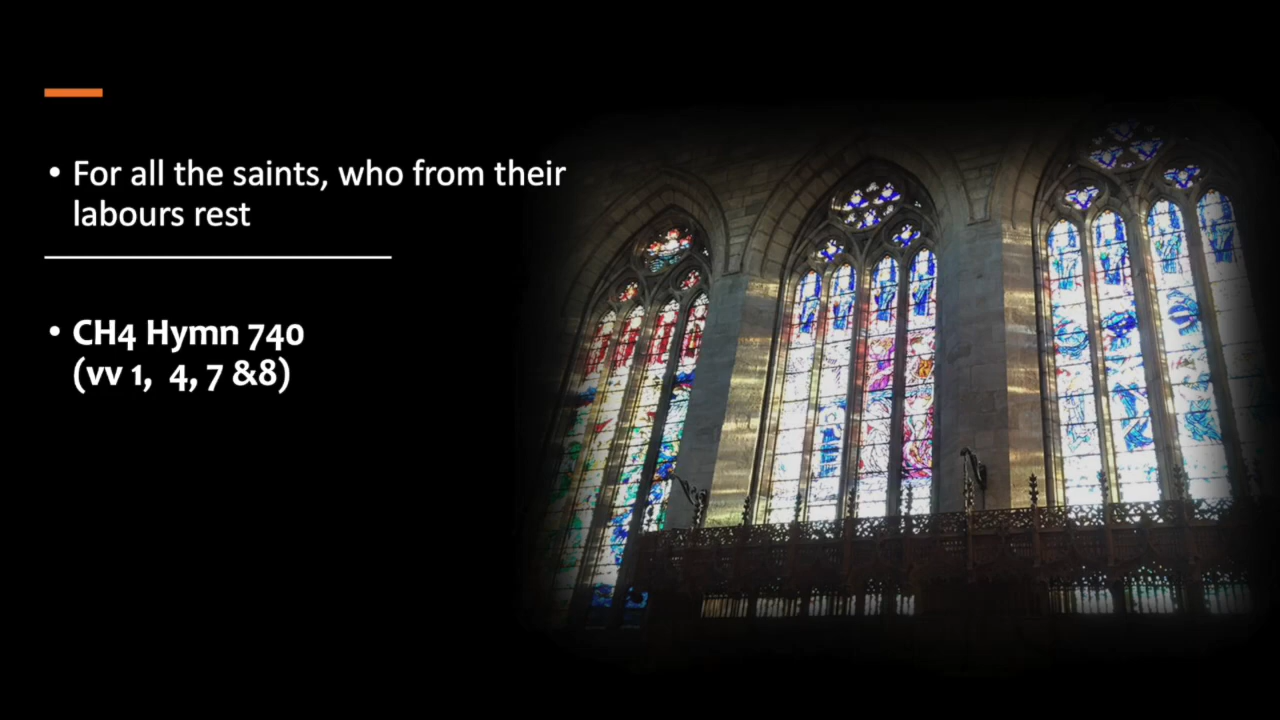 • For all the saints, who from their
labours rest
• CH4 Hymn 740
(vv 1,  4, 7 &8)